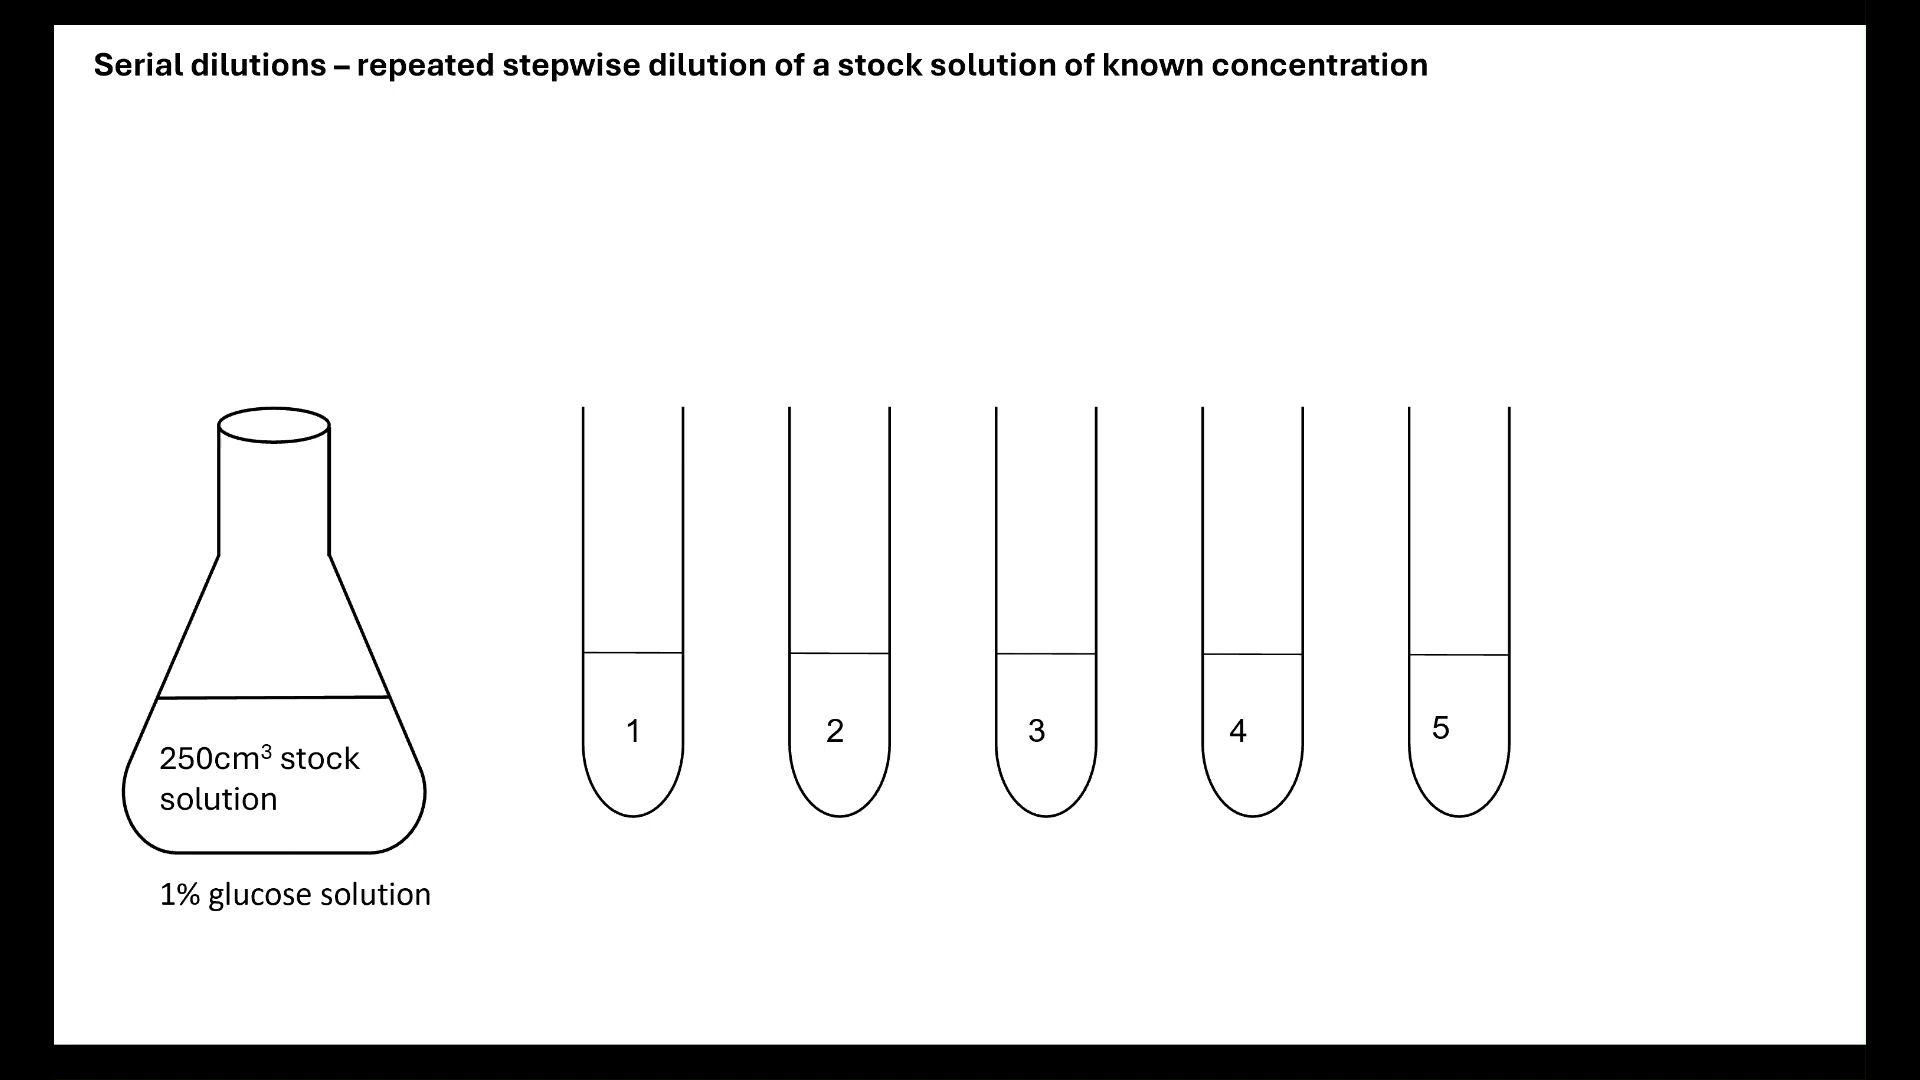 Serial dilutions – repeated stepwise dilution of a stock solution of known concentration
250cm³ stock
solution
1% glucose solution
1
2
3
4
5